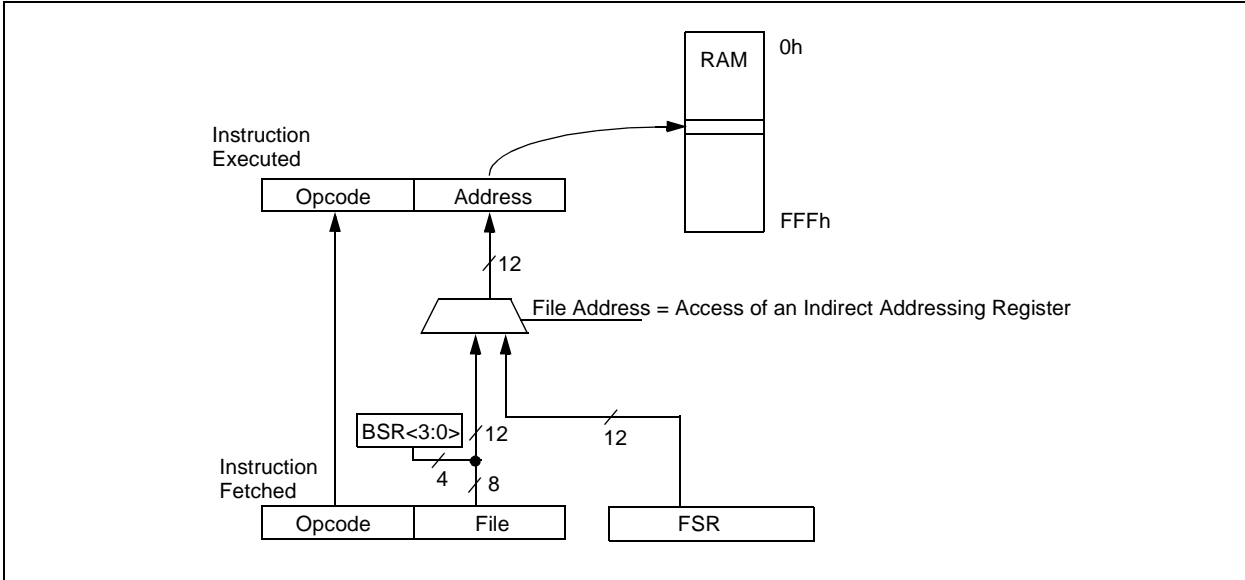 RAM
0h
Instruction
Executed
Opcode
Address
FFFh
12
File Address = Access of an Indirect Addressing Register
BSR<3:0>
12
12
4
8
Instruction
Fetched
Opcode
File
FSR